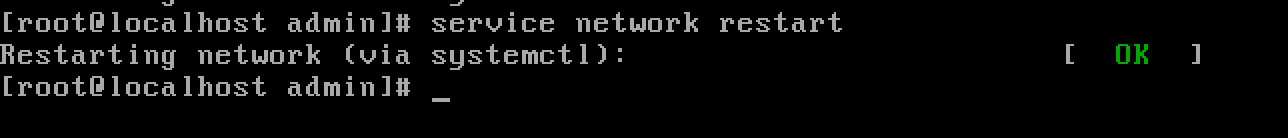 [root@localhost admin]# service network restart
Restarting network (via systemctl):                          [  OK  ]
[root@localhost admin]# _